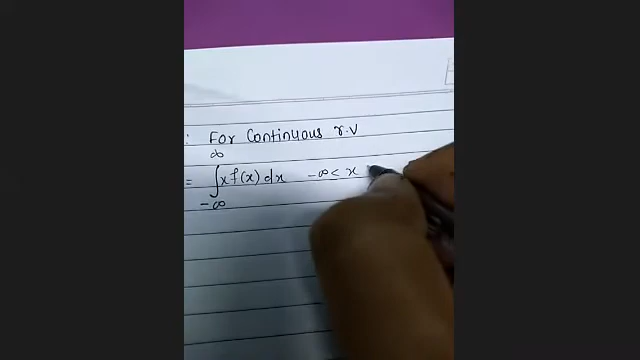 : For Continuous r.v
= ∫_{-∞}^{∞} x f(x) dx   -∞ < x